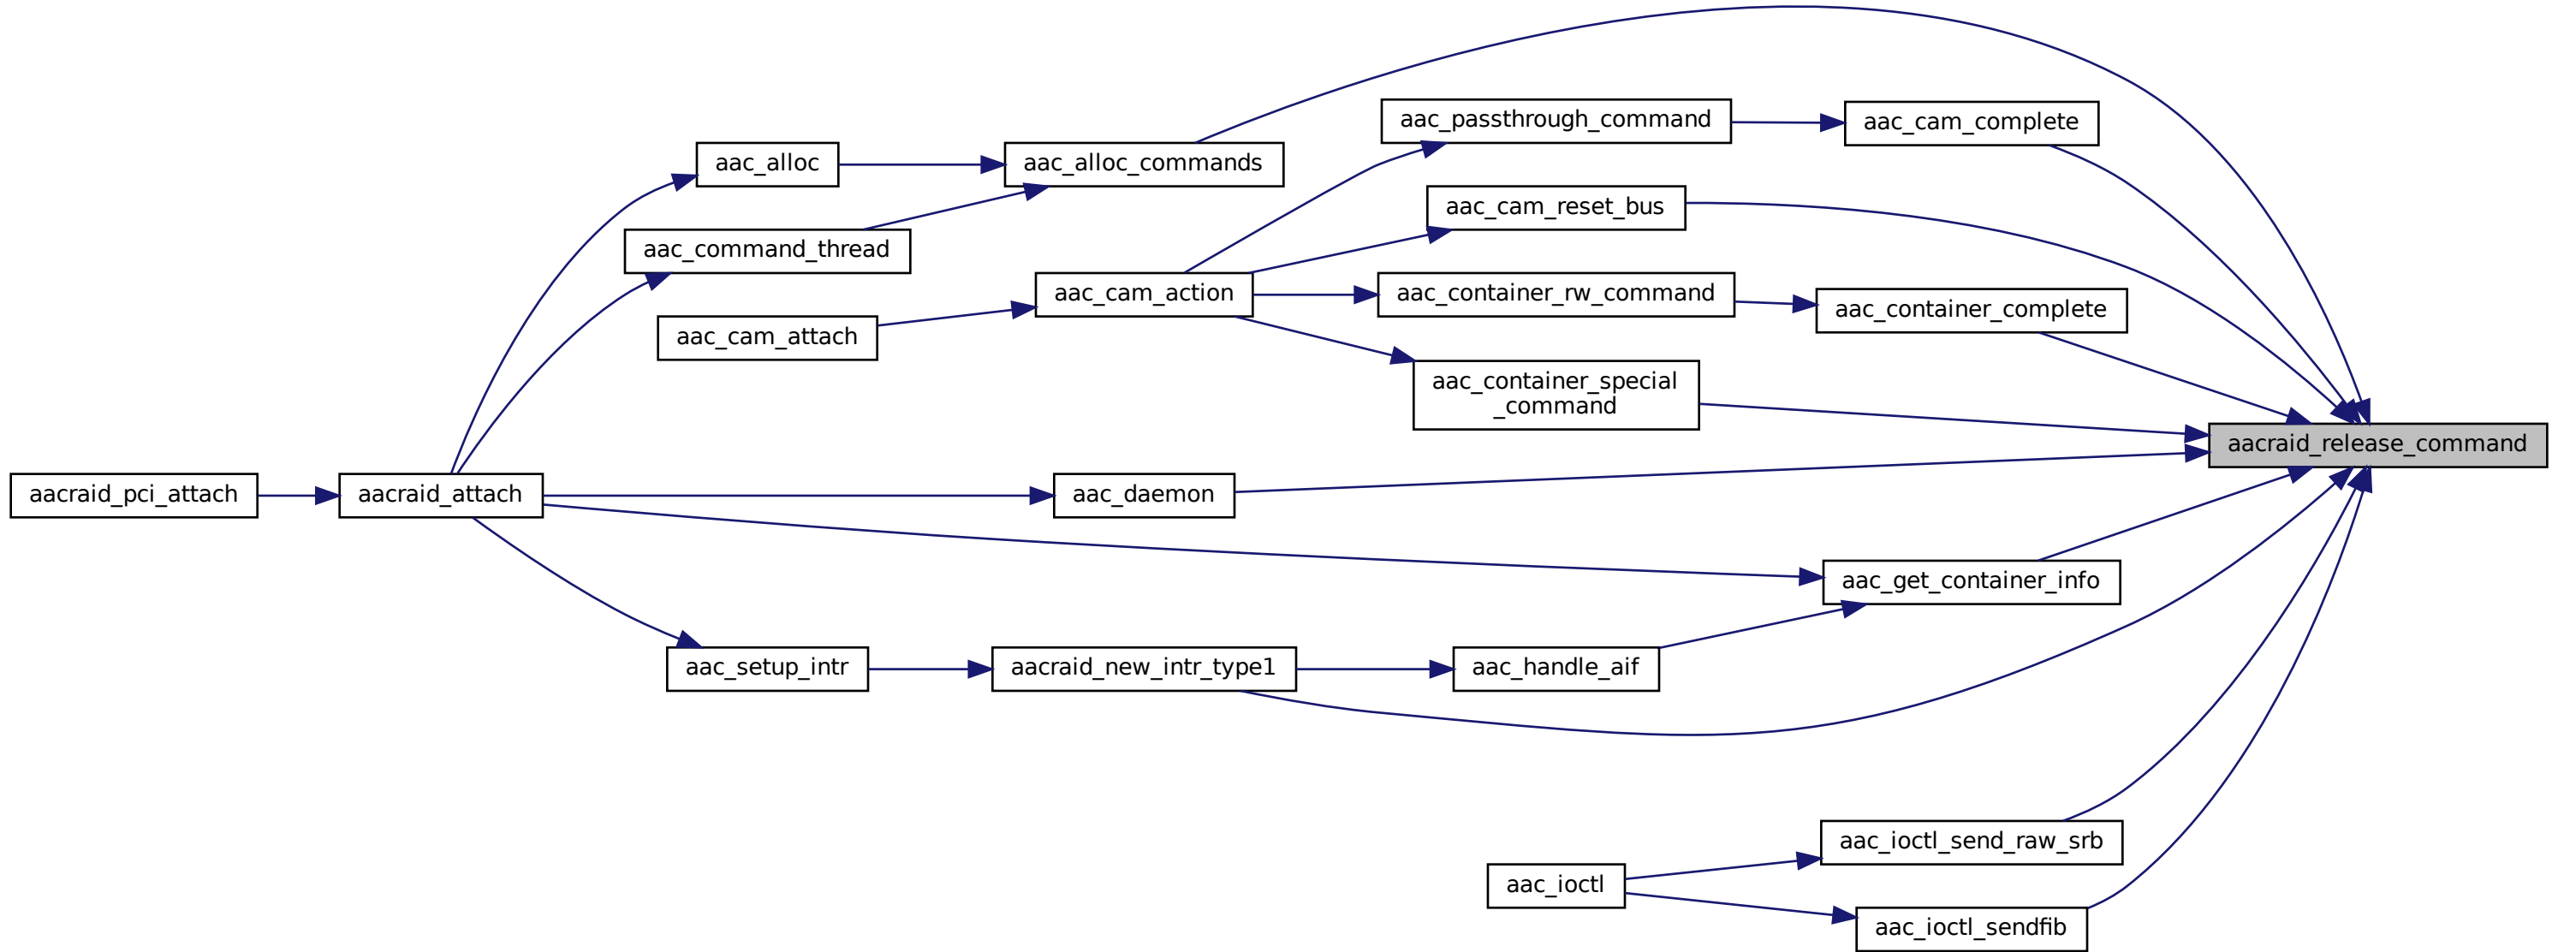 aac_passthrough_command
aac_cam_complete
aac_alloc
aac_alloc_commands
aac_cam_reset_bus
aac_command_thread
aac_cam_action
aac_container_rw_command
aac_container_complete
aac_cam_attach
aac_container_special
_command
aacraid_release_command
aacraid_pci_attach
aacraid_attach
aac_daemon
aac_get_container_info
aac_setup_intr
aacraid_new_intr_type1
aac_handle_aif
aac_ioctl_send_raw_srb
aac_ioctl
aac_ioctl_sendfib